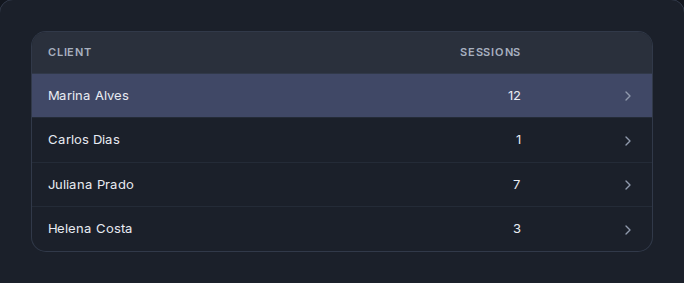 CLIENT SESSIONS
Marina Alves 12
Carlos Dias 1
Juliana Prado 7
Helena Costa 3